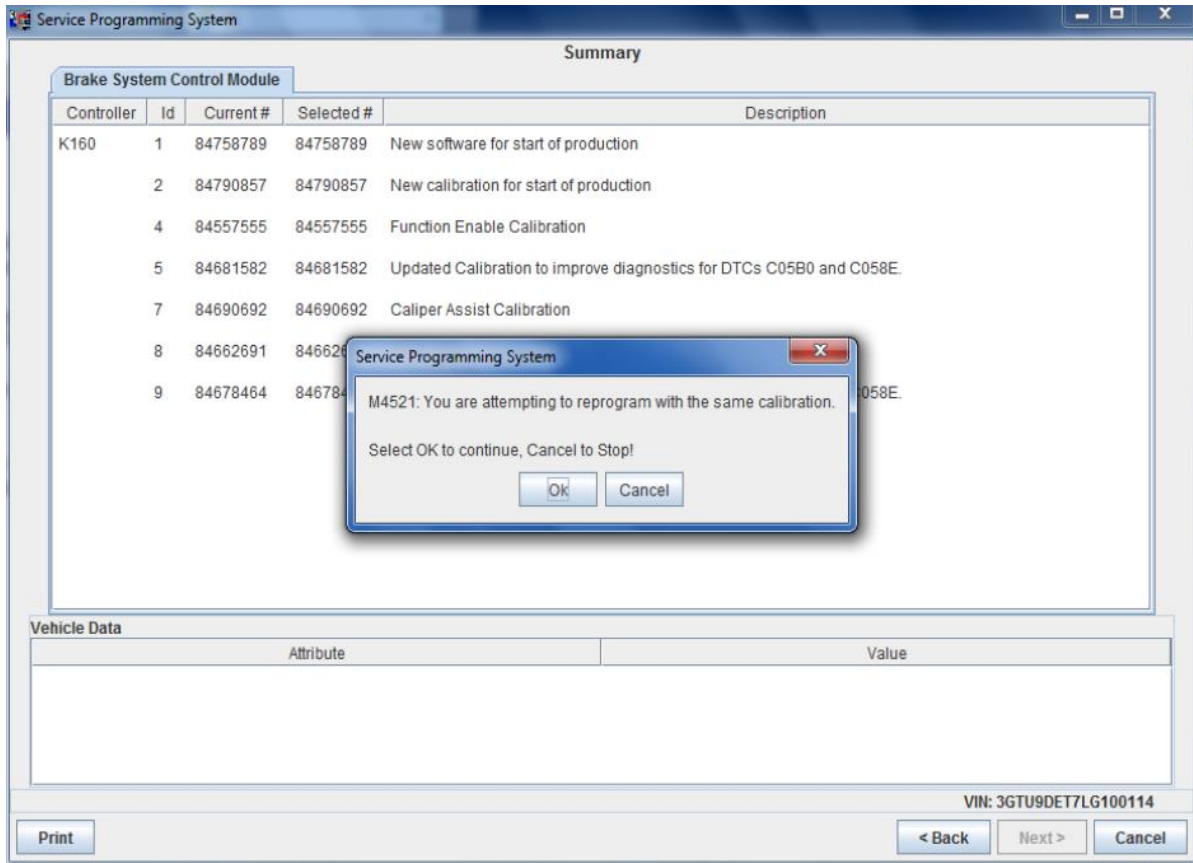 Service Programming System
Summary
Brake System Control Module
Controller Id Current # Selected # Description
K160 1 84758789 84758789 New software for start of production
2 84790857 84790857 New calibration for start of production
4 84557555 84557555 Function Enable Calibration
5 84681582 84681582 Updated Calibration to improve diagnostics for DTCs C05B0 and C058E.
7 84690692 84690692 Caliper Assist Calibration
8 84662691
9 84678464 C058E.
Service Programming System
M4521: You are attempting to reprogram with the same calibration.
Select OK to continue, Cancel to Stop!
Ok Cancel
Vehicle Data
Attribute Value
VIN: 3GTU9DET7LG100114
Print < Back Next > Cancel